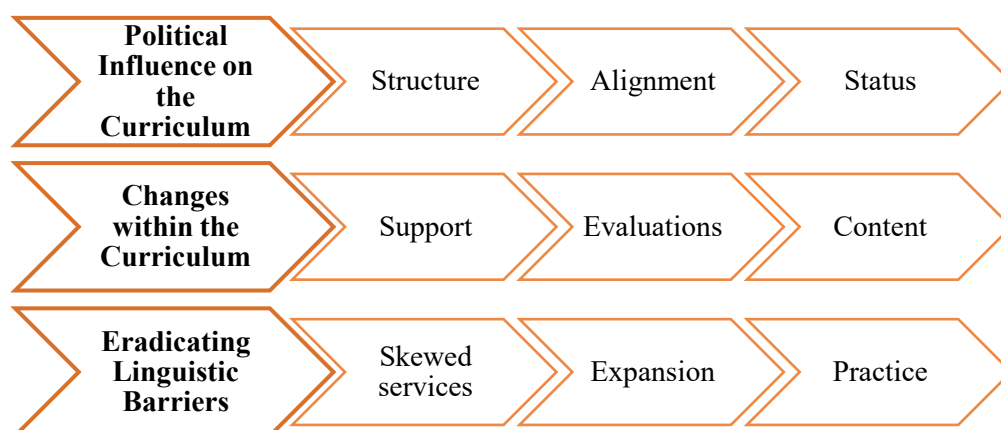 Political
Influence on
the
Curriculum
Structure
Alignment
Status
Changes
within the
Curriculum
Support
Evaluations
Content
Eradicating
Linguistic
Barriers
Skewed
services
Expansion
Practice